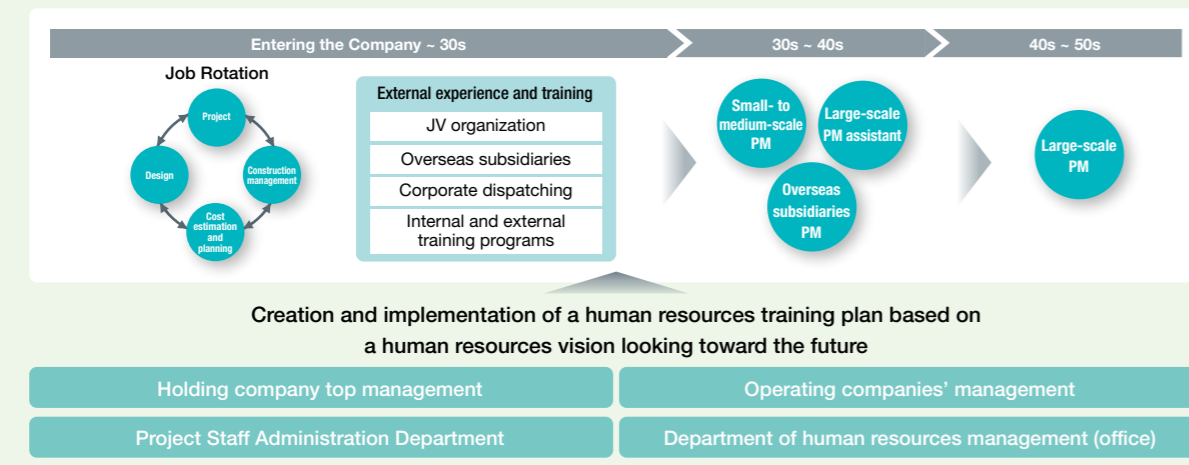 Entering the Company ~ 30s
30s ~ 40s
40s ~ 50s
Job Rotation
Project
Design
Construction
management
Cost
estimation
and
planning
External experience and training
JV organization
Overseas subsidiaries
Corporate dispatching
Internal and external
training programs
Small- to
medium-scale
PM
Large-scale
PM assistant
Overseas
subsidiaries
PM
Large-scale
PM
Creation and implementation of a human resources training plan based on
a human resources vision looking toward the future
Holding company top management
Operating companies’ management
Project Staff Administration Department
Department of human resources management (office)